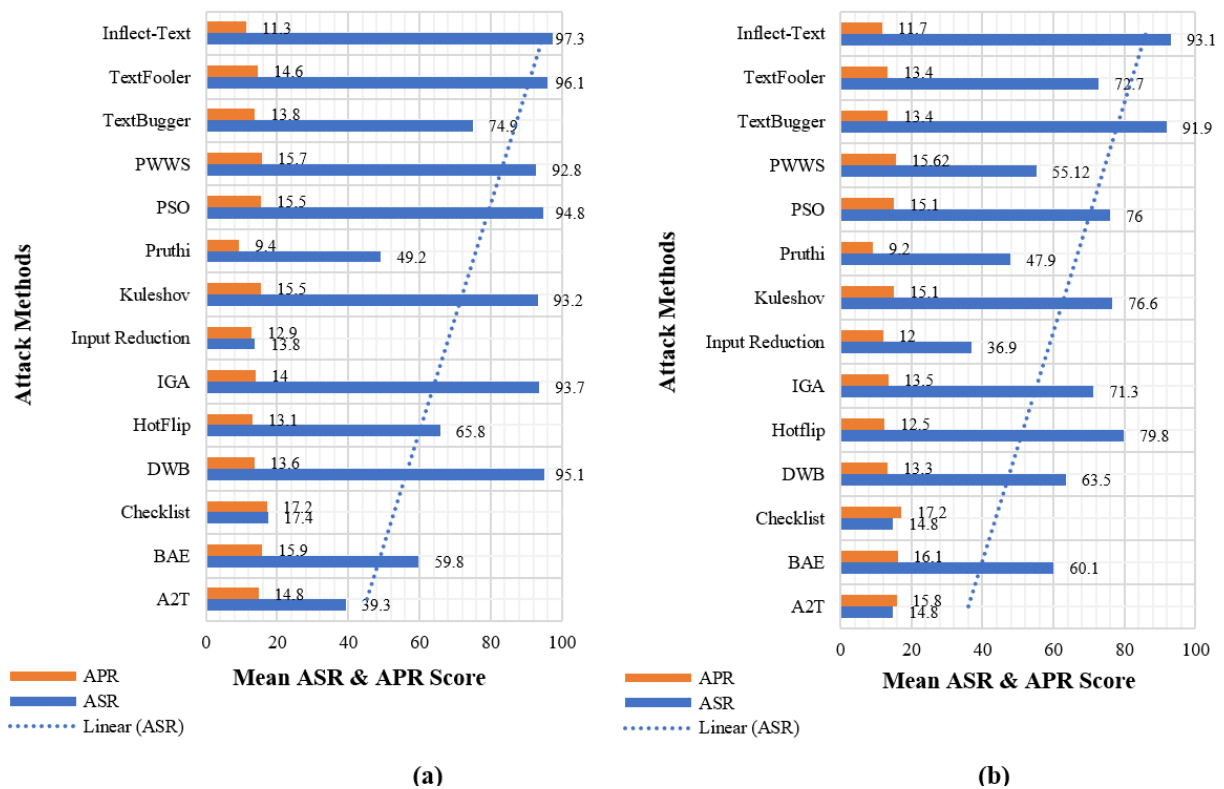 Attack Methods
Inflect-Text
11.3
97.3
TextFooler
14.6
96.1
TextBugger
13.8
74.9
PWWS
15.7
92.8
PSO
15.5
94.8
Pruthi
9.4
49.2
Kuleshov
15.5
93.2
Input Reduction
12.9
13.8
IGA
14
93.7
HotFlip
13.1
65.8
DWB
13.6
95.1
Checklist
17.2
17.4
BAE
15.9
59.8
A2T
14.8
39.3
0 20 40 60 80 100
Mean ASR & APR Score
APR
ASR
Linear (ASR)
(a)
Attack Methods
Inflect-Text
11.7
93.1
TextFooler
13.4
72.7
TextBugger
13.4
91.9
PWWS
15.62
55.12
PSO
15.1
76
Pruthi
9.2
47.9
Kuleshov
15.1
76.6
Input Reduction
12
36.9
IGA
13.5
71.3
Hotflip
12.5
79.8
DWB
13.3
63.5
Checklist
17.2
14.8
BAE
16.1
60.1
A2T
15.8
14.8
0 20 40 60 80 100
Mean ASR & APR Score
APR
ASR
Linear (ASR)
(b)